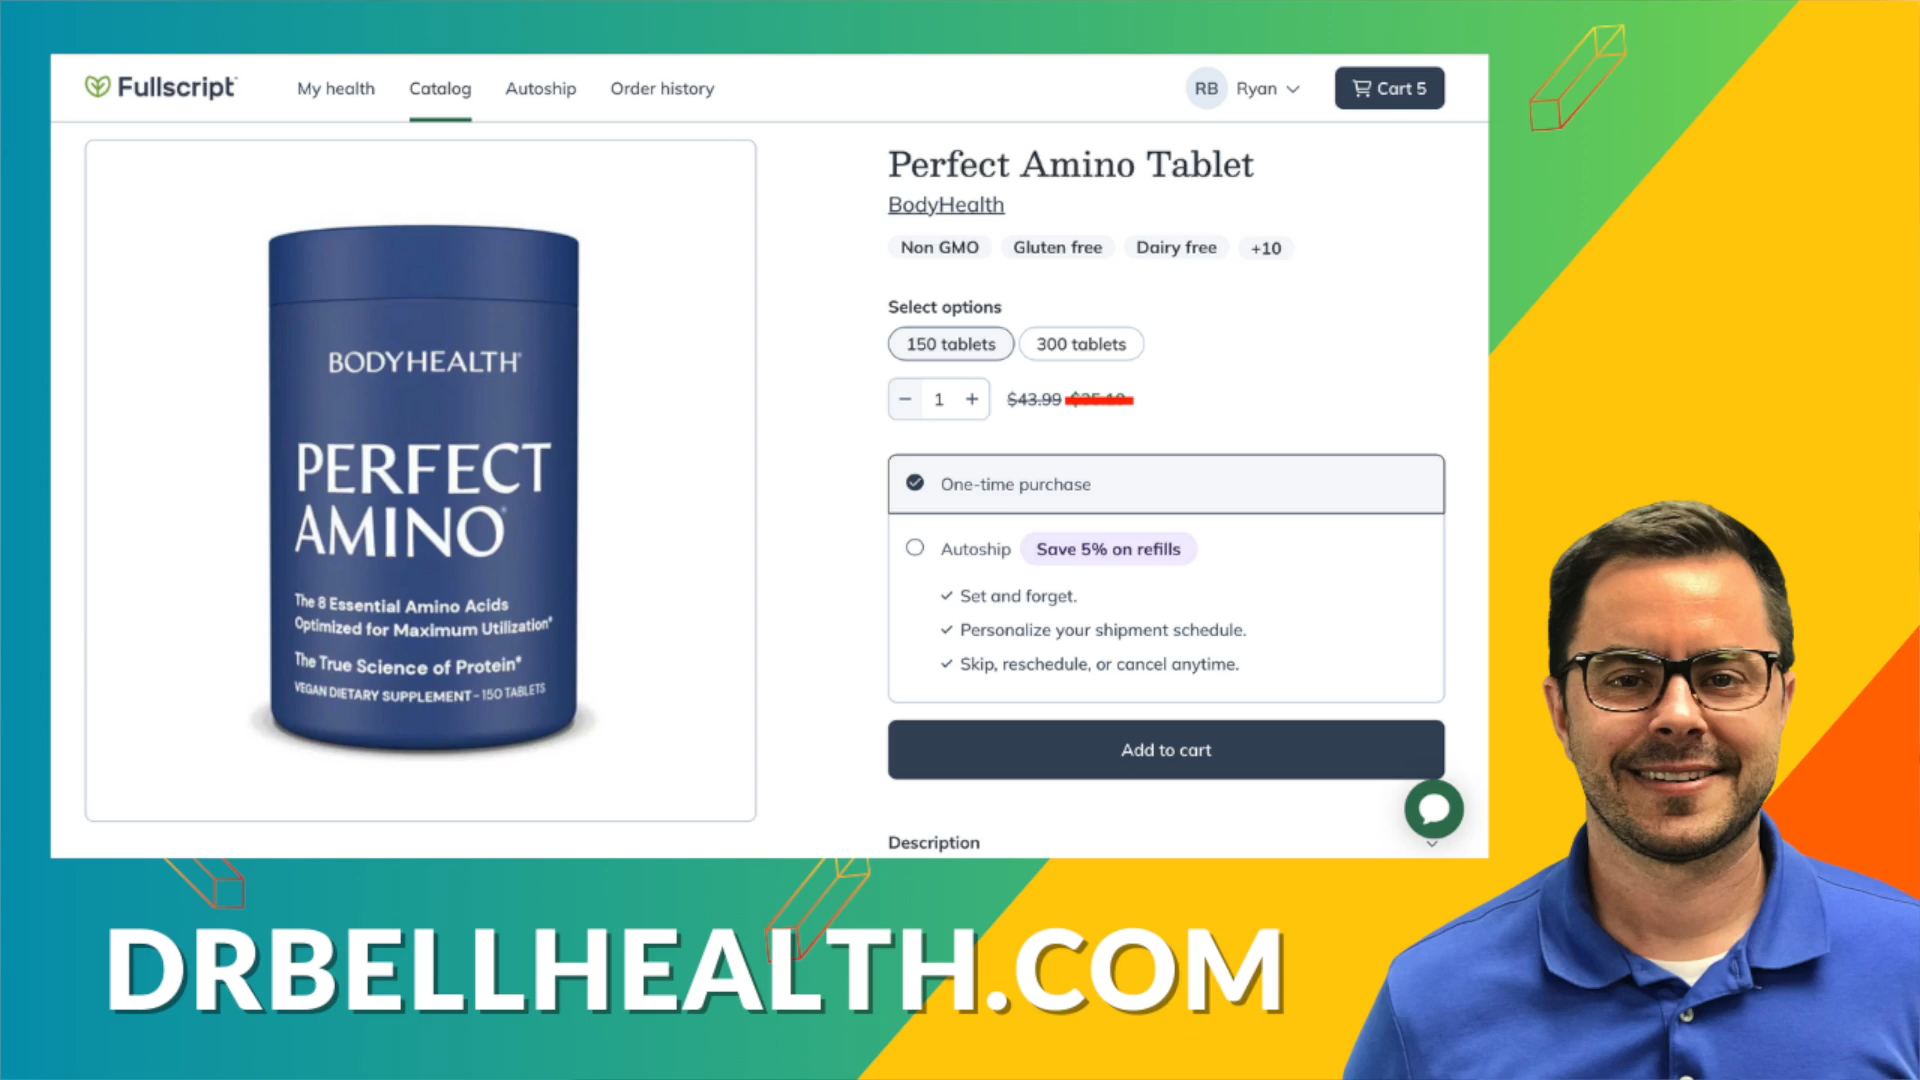 Fullscript
My health
Catalog
Autoship
Order history
RB
Ryan
Cart 5
BODYHEALTH®
PERFECT
AMINO®
The 8 Essential Amino Acids
Optimized for Maximum Utilization*
The True Science of Protein*
VEGAN DIETARY SUPPLEMENT - 150 TABLETS
Perfect Amino Tablet
BodyHealth
Non GMO
Gluten free
Dairy free
+10
Select options
150 tablets
300 tablets
− 1 + $43.99
One-time purchase
Autoship Save 5% on refills
✓ Set and forget.
✓ Personalize your shipment schedule.
✓ Skip, reschedule, or cancel anytime.
Add to cart
Description
DRBELLHEALTH.COM